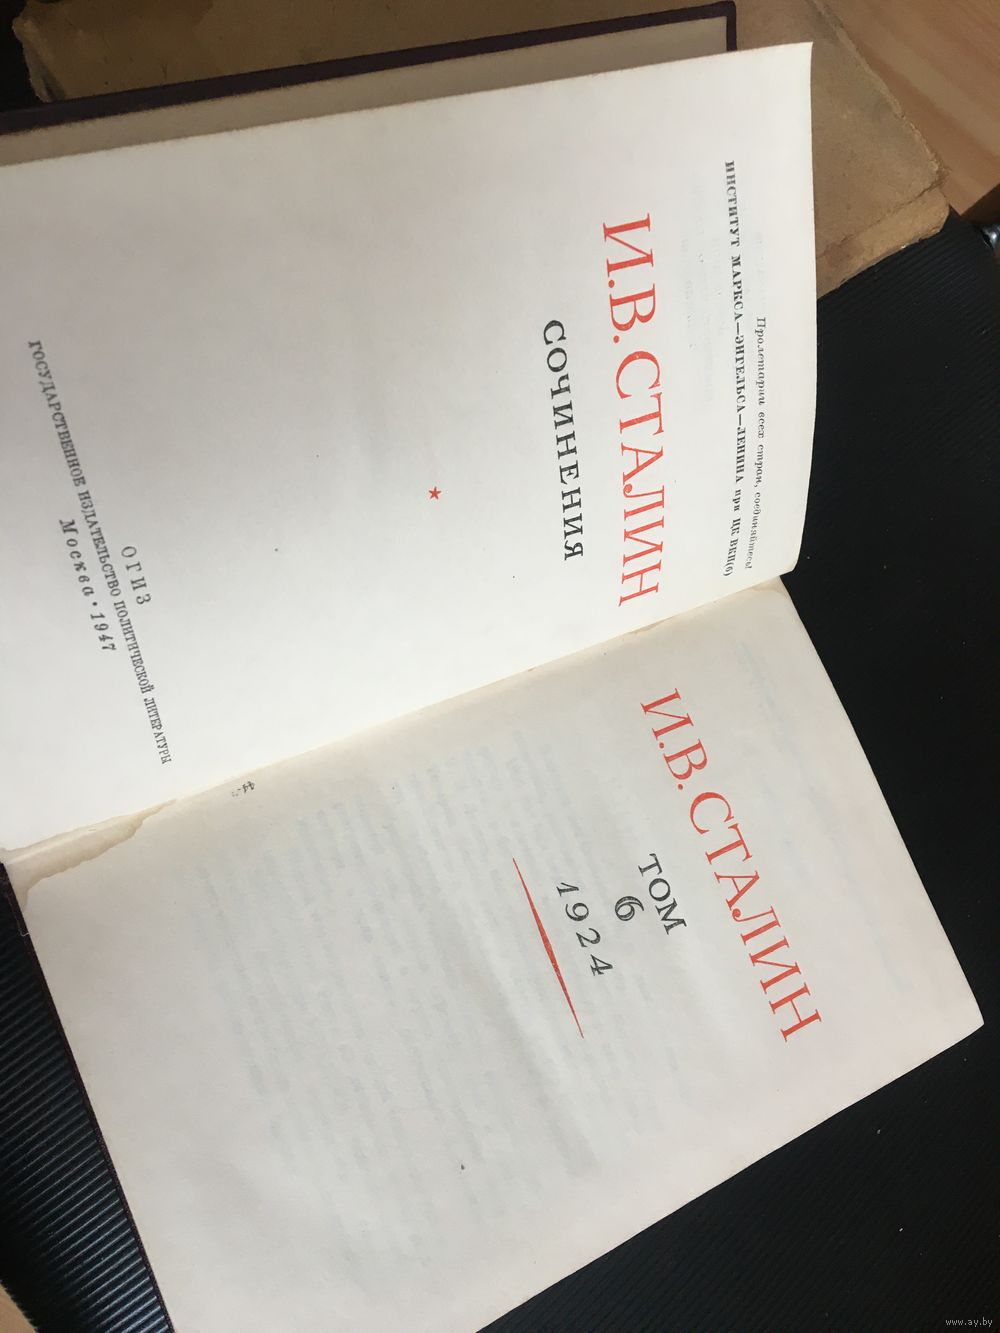 Пролетарии всех стран, соединяйтесь!
ИНСТИТУТ МАРКСА—ЭНГЕЛЬСА—ЛЕНИНА при ЦК ВКП(б)
И.В.СТАЛИН
СОЧИНЕНИЯ
ОГИЗ
ГОСУДАРСТВЕННОЕ ИЗДАТЕЛЬСТВО ПОЛИТИЧЕСКОЙ ЛИТЕРАТУРЫ
Москва • 1947
И.В.СТАЛИН
ТОМ
6
1924
www.ay.by